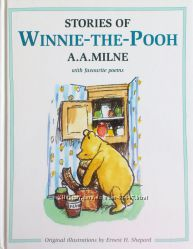 STORIES OF
WINNIE-THE-POOH
A.A.MILNE
with favourite poems
Original illustrations by Ernest H. Shepard